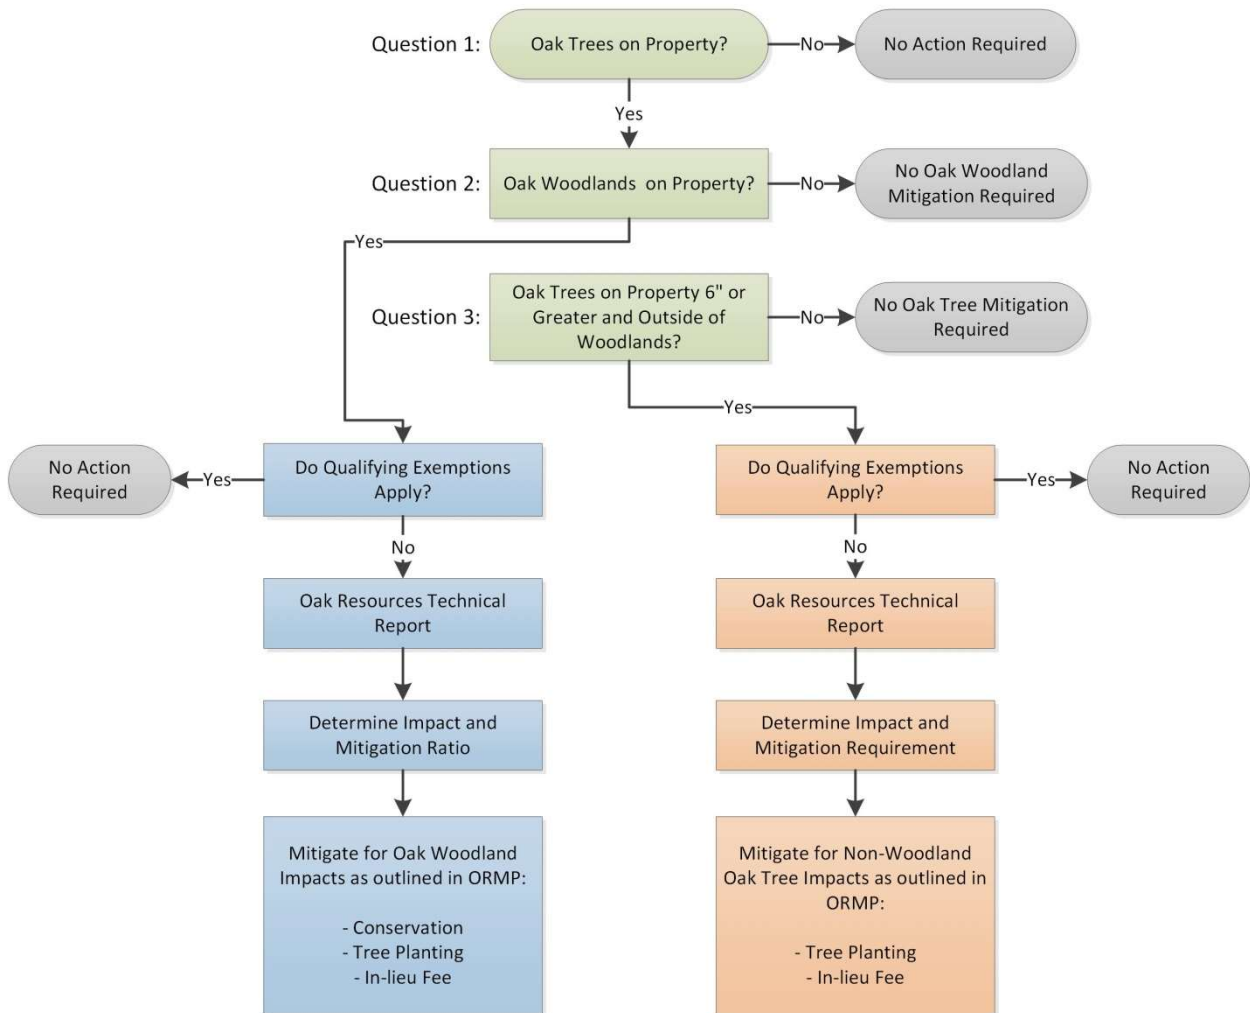 Question 1:
Oak Trees on Property?
No
No Action Required
Yes
Question 2:
Oak Woodlands on Property?
No
No Oak Woodland
Mitigation Required
Yes
Question 3:
Oak Trees on Property 6" or
Greater and Outside of
Woodlands?
No
No Oak Tree Mitigation
Required
Yes
No Action
Required
Yes
Do Qualifying Exemptions
Apply?
Do Qualifying Exemptions
Apply?
Yes
No Action
Required
No
No
Oak Resources Technical
Report
Oak Resources Technical
Report
Determine Impact and
Mitigation Ratio
Determine Impact and
Mitigation Requirement
Mitigate for Oak Woodland
Impacts as outlined in ORMP:
- Conservation
- Tree Planting
- In-lieu Fee
Mitigate for Non-Woodland
Oak Tree Impacts as outlined in
ORMP:
- Tree Planting
- In-lieu Fee